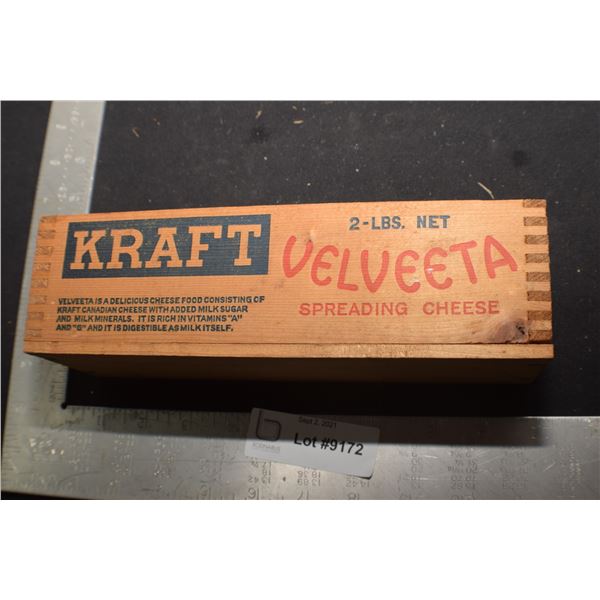 KRAFT
2-LBS. NET
VELVEETA
SPREADING CHEESE
VELVEETA IS A DELICIOUS CHEESE FOOD CONSISTING OF
KRAFT CANADIAN CHEESE WITH ADDED MILK SUGAR
AND MILK MINERALS. IT IS RICH IN VITAMINS "A"
AND "G" AND IT IS DIGESTIBLE AS MILK ITSELF.
Sept 2, 2021
Lot #9172